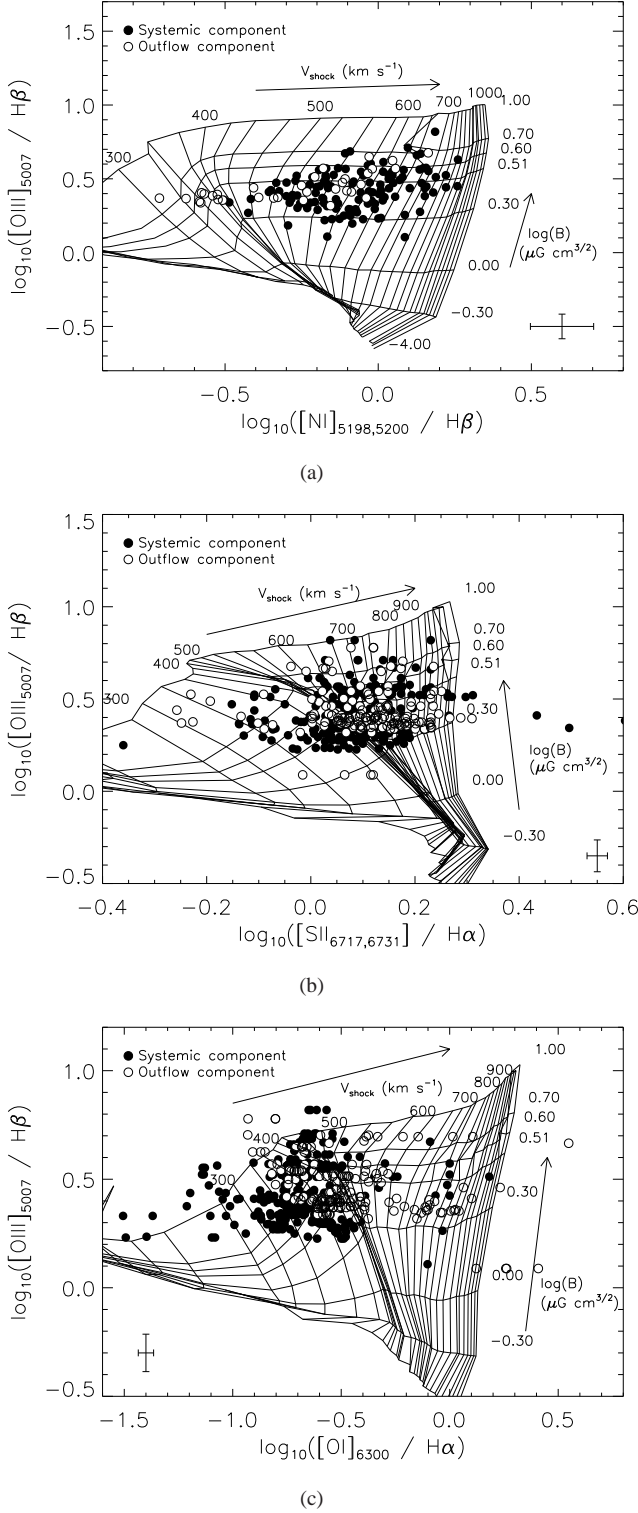 1.5
● Systemic component
○ Outflow component
V_shock (km s⁻¹)
1.0
300
400
500
600
700
1000
1.00
0.70
0.60
0.51
0.30
0.00
−0.30
−4.00
log(B)
(μG cm^3/2)
0.5
0.0
−0.5
log₁₀([OIII]₅₀₀₇ / Hβ)
−0.5
0.0
0.5
log₁₀([NI]₅₁₉₈,₅₂₀₀ / Hβ)
(a)
1.5
● Systemic component
○ Outflow component
V_shock (km s⁻¹)
1.0
300
400
500
600
700
800
900
1.00
0.70
0.60
0.51
0.30
0.00
−0.30
log(B)
(μG cm^3/2)
0.5
0.0
−0.5
log₁₀([OIII]₅₀₀₇/ Hβ)
−0.4
−0.2
0.0
0.2
0.4
0.6
log₁₀([SII₆₇₁₇,₆₇₃₁] / Hα)
(b)
● Systemic component
○ Outflow component
V_shock (km s⁻¹)
1.0
300
400
500
600
700
800
900
1.00
0.70
0.60
0.51
0.30
0.00
−0.30
log(B)
(μG cm^3/2)
0.5
0.0
−0.5
log₁₀([OIII]₅₀₀₇ / Hβ)
−1.5
−1.0
−0.5
0.0
0.5
log₁₀([OI]₆₃₀₀ / Hα)
(c)